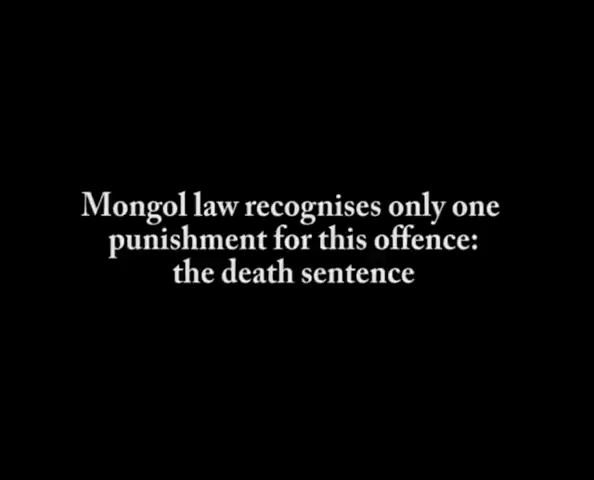 Mongol law recognises only one
punishment for this offence:
the death sentence